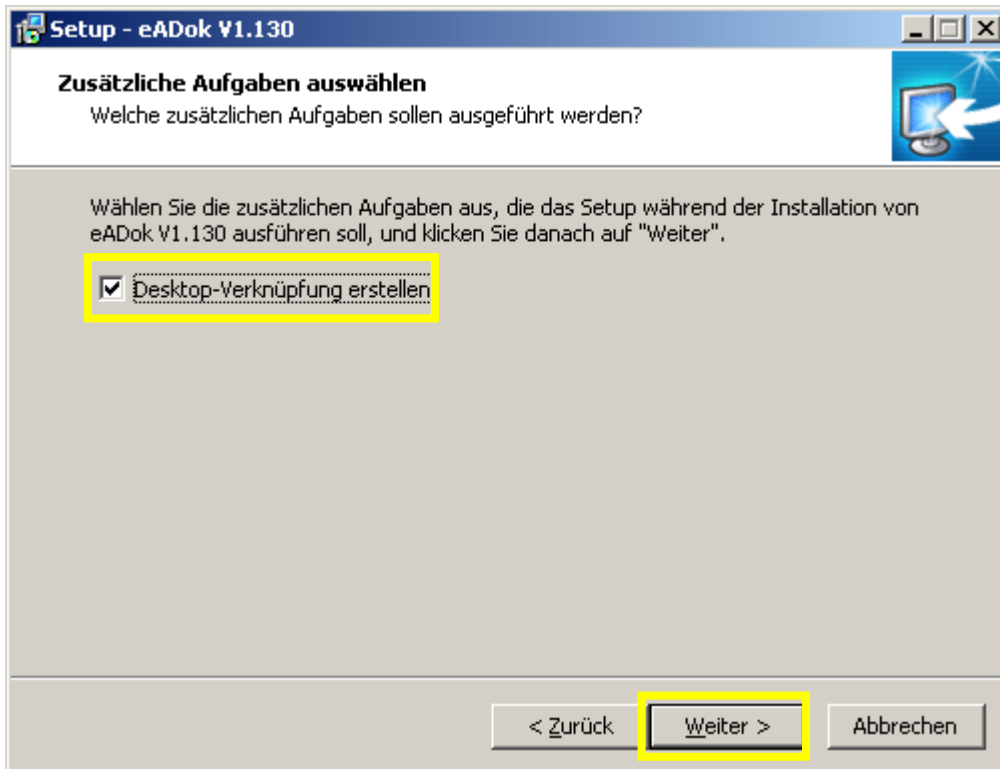 Setup - eADok V1.130
Zusätzliche Aufgaben auswählen
Welche zusätzlichen Aufgaben sollen ausgeführt werden?
Wählen Sie die zusätzlichen Aufgaben aus, die das Setup während der Installation von
eADok V1.130 ausführen soll, und klicken Sie danach auf "Weiter".
Desktop-Verknüpfung erstellen
< Zurück Weiter > Abbrechen